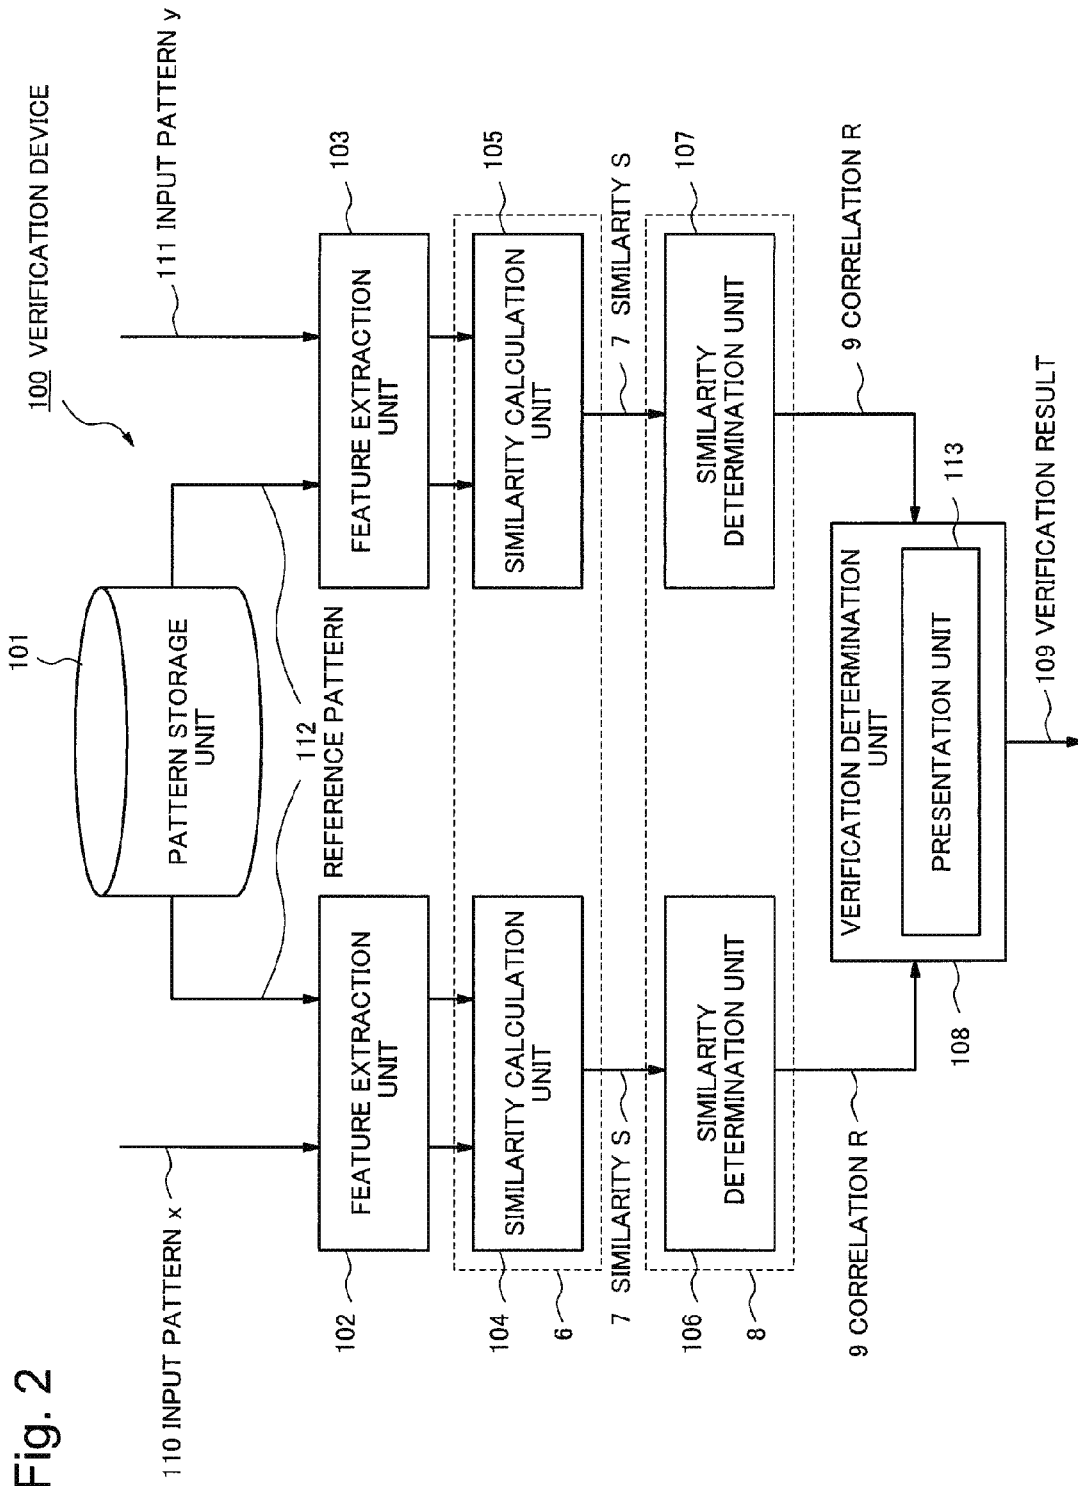 Fig. 2
100 VERIFICATION DEVICE
101
PATTERN STORAGE
UNIT
110 INPUT PATTERN x
111 INPUT PATTERN y
112
REFERENCE PATTERN
102
FEATURE EXTRACTION
UNIT
103
FEATURE EXTRACTION
UNIT
104
SIMILARITY CALCULATION
UNIT
105
SIMILARITY CALCULATION
UNIT
6
7 SIMILARITY S
7 SIMILARITY S
106
SIMILARITY
DETERMINATION UNIT
107
SIMILARITY
DETERMINATION UNIT
8
9 CORRELATION R
9 CORRELATION R
108
VERIFICATION DETERMINATION
UNIT
113
PRESENTATION UNIT
109 VERIFICATION RESULT